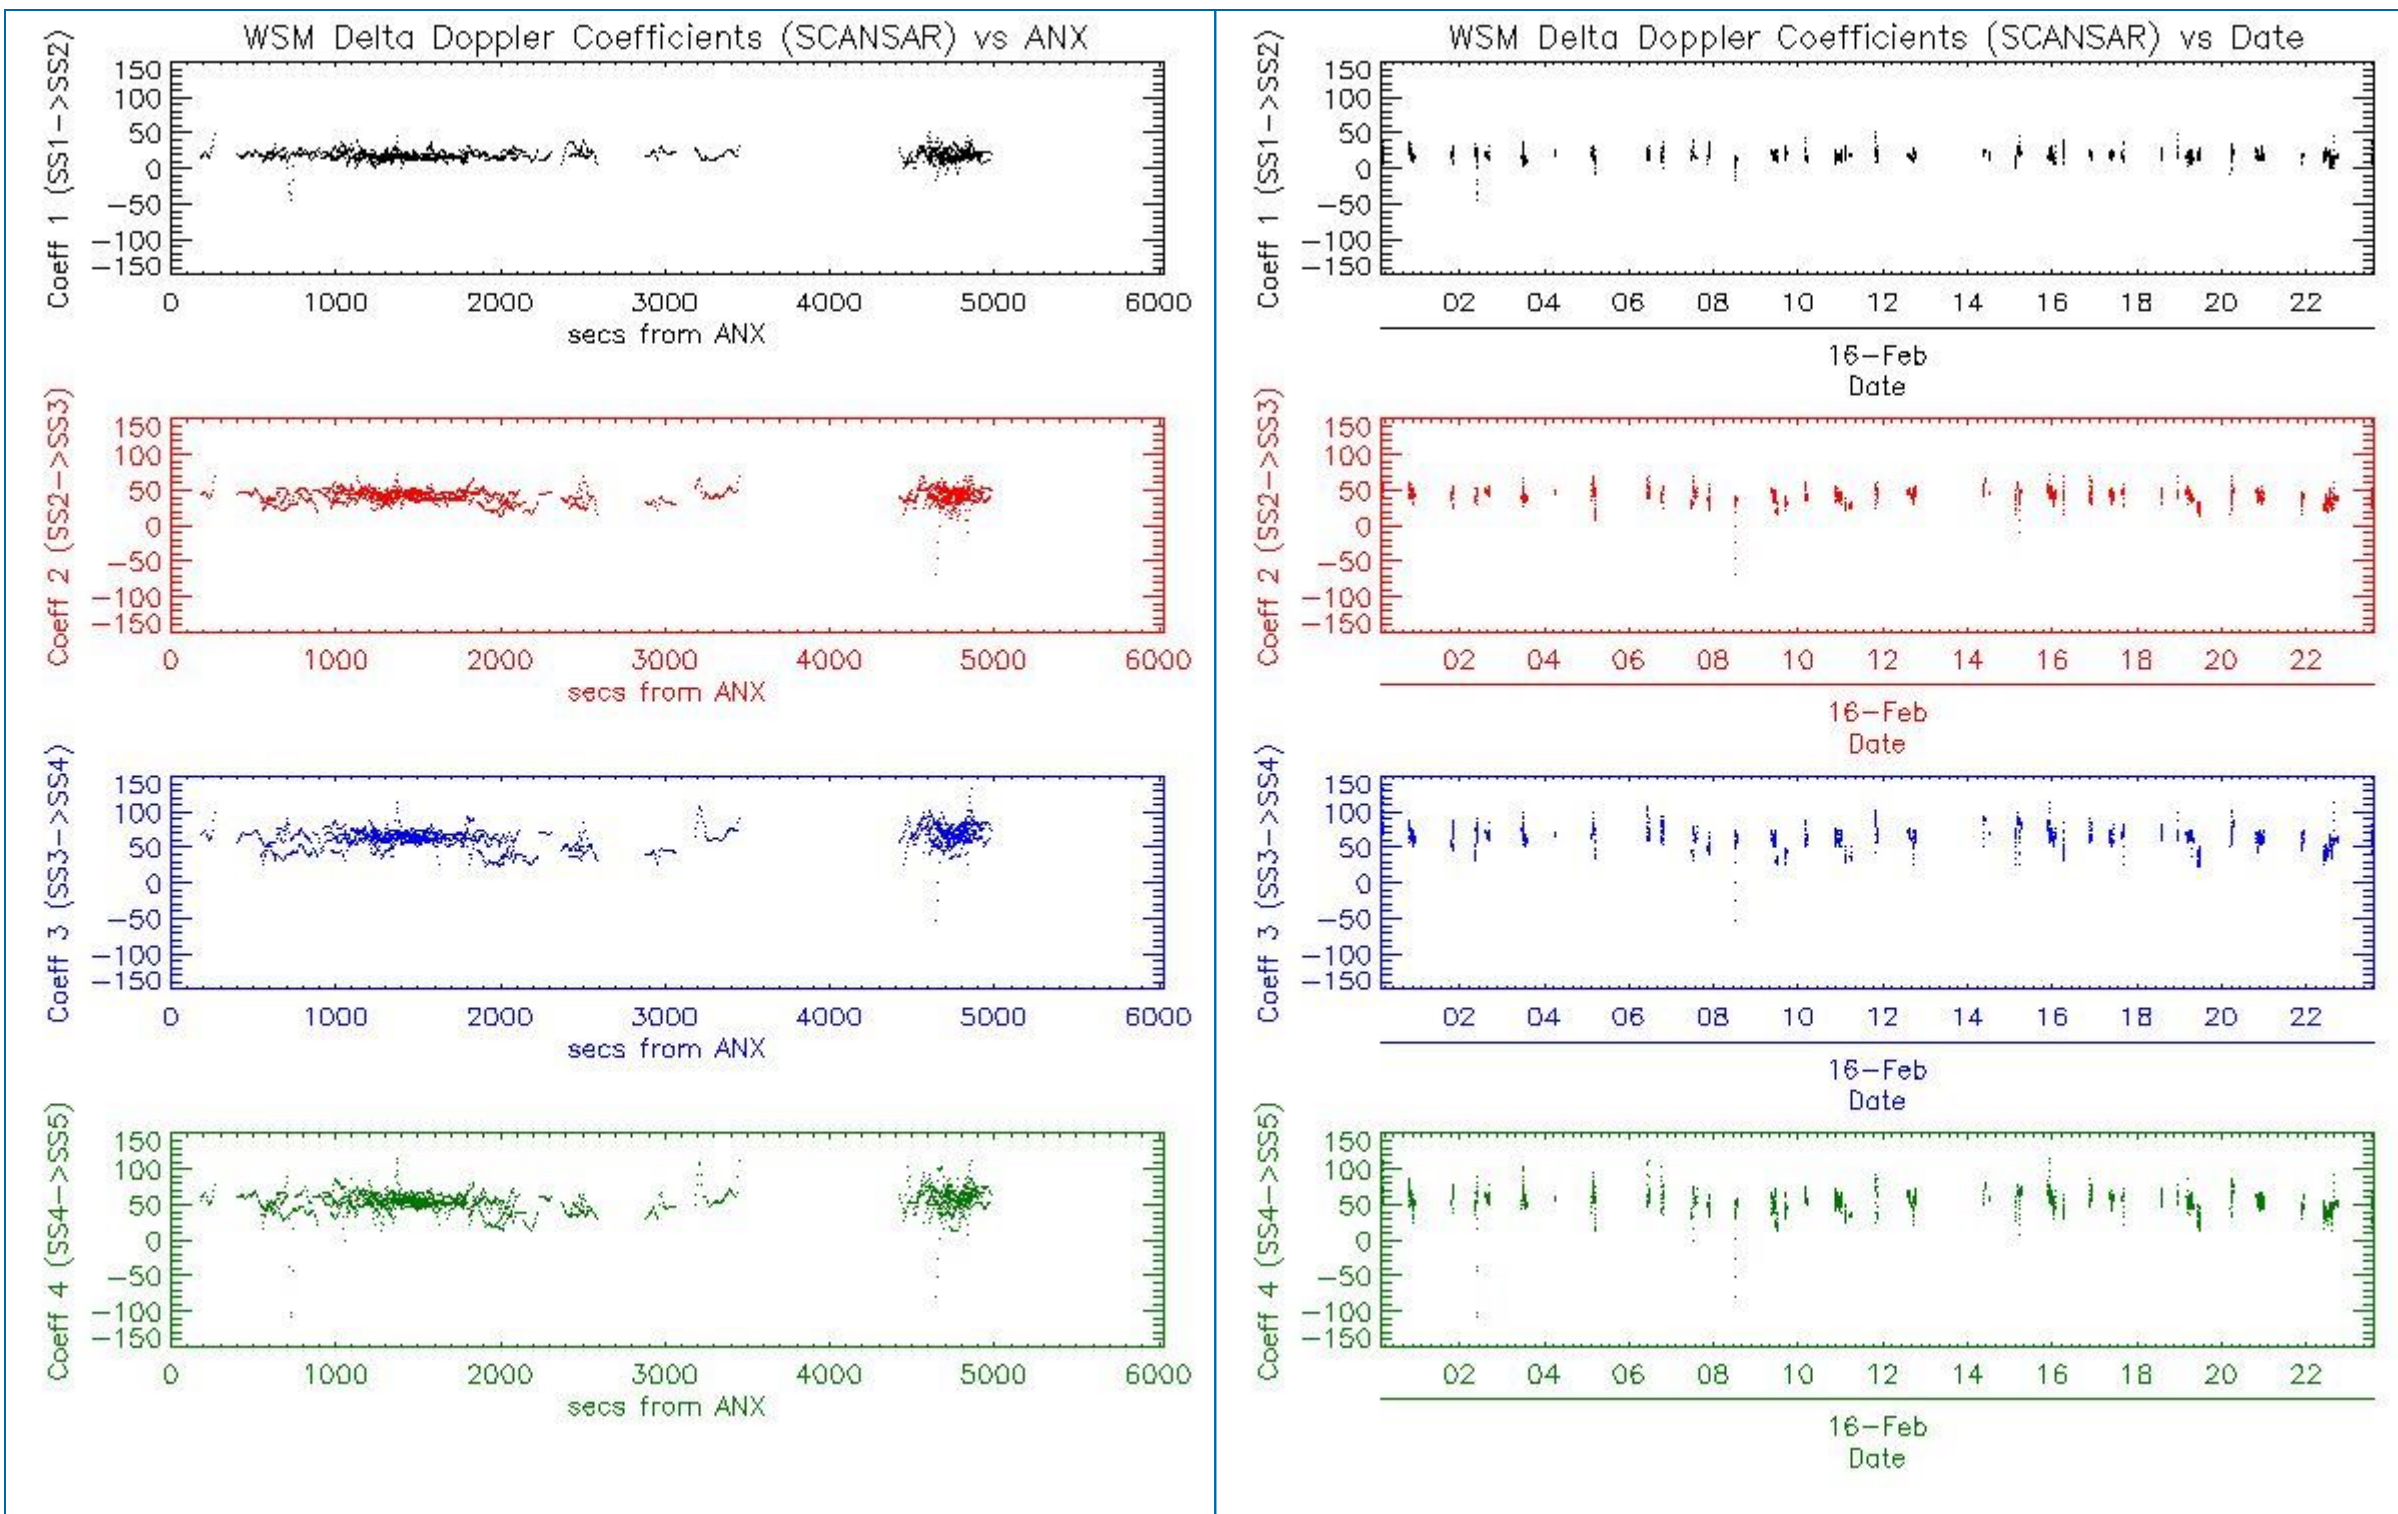 WSM Delta Doppler Coefficients (SCANSAR) vs ANX
Coeff 1 (SS1->SS2)
150
100
50
0
-50
-100
-150
0 1000 2000 3000 4000 5000 6000
secs from ANX
Coeff 2 (SS2->SS3)
150
100
50
0
-50
-100
-150
0 1000 2000 3000 4000 5000 6000
secs from ANX
Coeff 3 (SS3->SS4)
150
100
50
0
-50
-100
-150
0 1000 2000 3000 4000 5000 6000
secs from ANX
Coeff 4 (SS4->SS5)
150
100
50
0
-50
-100
-150
0 1000 2000 3000 4000 5000 6000
secs from ANX
WSM Delta Doppler Coefficients (SCANSAR) vs Date
Coeff 1 (SS1->SS2)
150
100
50
0
-50
-100
-150
02 04 06 08 10 12 14 16 18 20 22
16-Feb
Date
Coeff 2 (SS2->SS3)
150
100
50
0
-50
-100
-150
02 04 06 08 10 12 14 16 18 20 22
16-Feb
Date
Coeff 3 (SS3->SS4)
150
100
50
0
-50
-100
-150
02 04 06 08 10 12 14 16 18 20 22
16-Feb
Date
Coeff 4 (SS4->SS5)
150
100
50
0
-50
-100
-150
02 04 06 08 10 12 14 16 18 20 22
16-Feb
Date